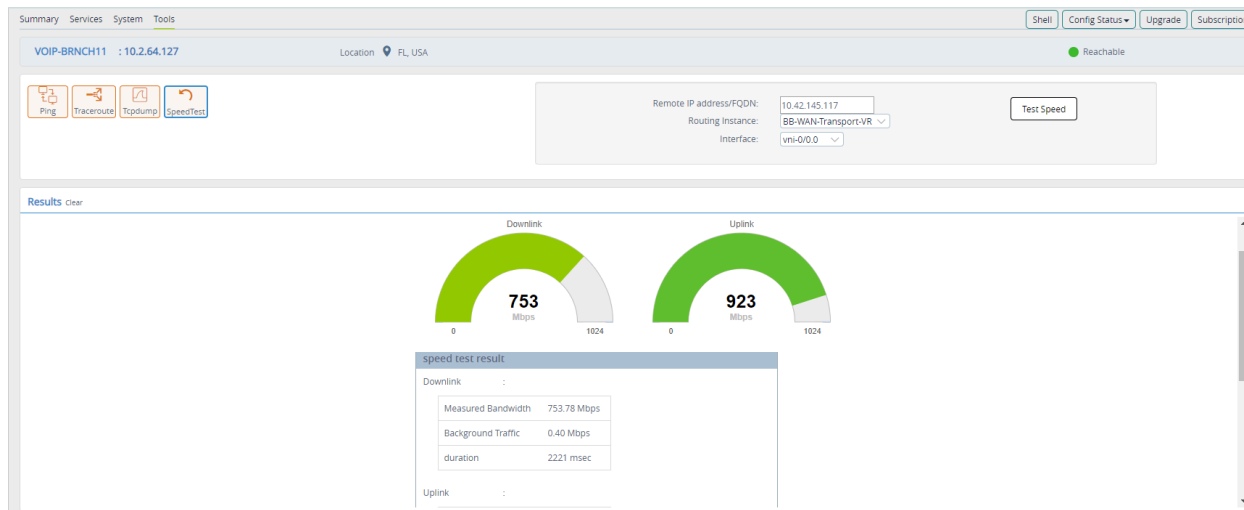 Summary Services System Tools
Shell Config Status Upgrade Subscription
VOIP-BRNCH11 : 10.2.64.127
Location FL, USA
Reachable
Ping Traceroute Tcpdump SpeedTest
Remote IP address/FQDN: 10.42.145.117
Test Speed
Routing Instance: BB-WAN-Transport-VR
Interface: vni-0/0.0
Results Clear
Downlink Uplink
753 923
Mbps Mbps
0 1024 0 1024
speed test result
Downlink :
Measured Bandwidth 753.78 Mbps
Background Traffic 0.40 Mbps
duration 2221 msec
Uplink :